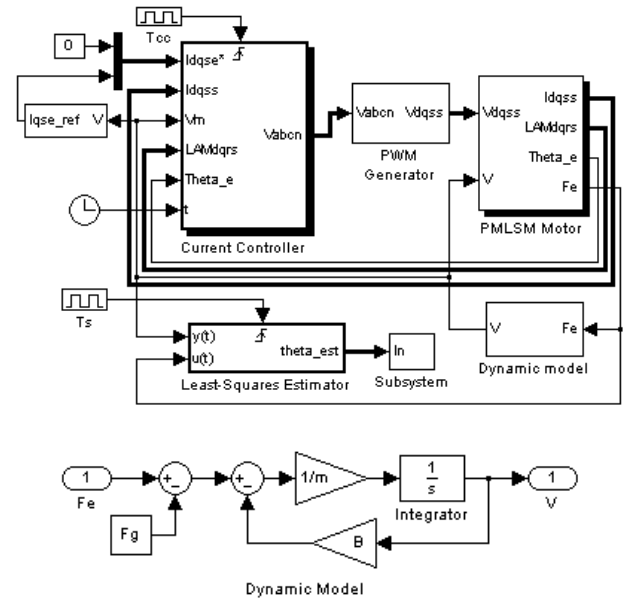 Tcc
0
Idqse*
Idqss
Vm
LAMdqrs
Theta_e
t
Vabcn
Current Controller
Iqse_ref V
Vabcn Vdqss
PWM
Generator
Vdqss
V
Idqss
LAMdqrs
Theta_e
Fe
PMLSM Motor
Ts
y(t)
u(t)
theta_est
Least-Squares Estimator
In
Subsystem
V Fe
Dynamic model
1
Fe
+
-
Fg
+
-
1/m
1
s
Integrator
1
V
B
Dynamic Model